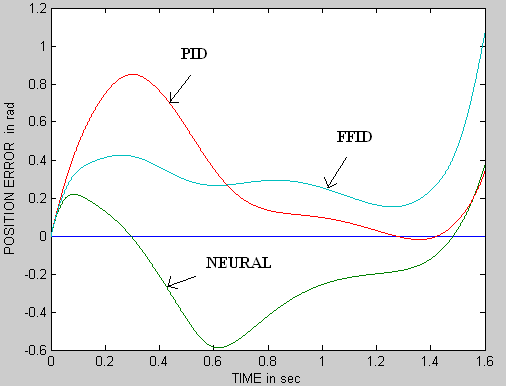 1.2
1
0.8
0.6
0.4
0.2
0
-0.2
-0.4
-0.6
POSITION ERROR in rad
PID
FFID
NEURAL
0 0.2 0.4 0.6 0.8 1 1.2 1.4 1.6
TIME in sec